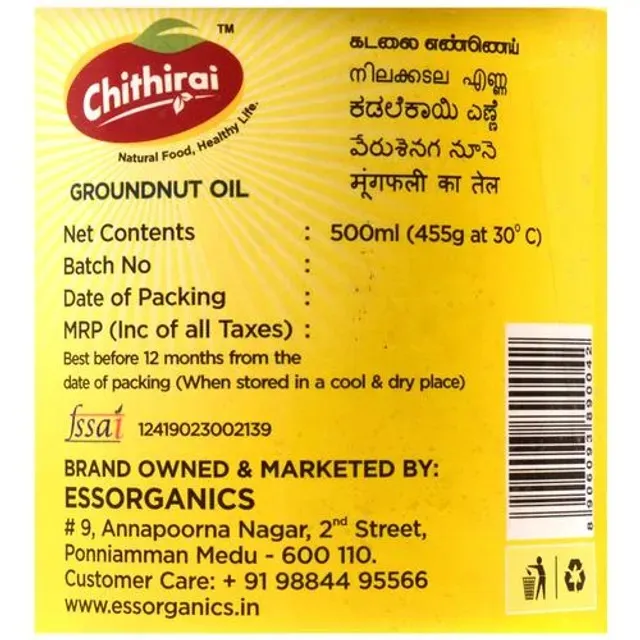 TM
Chithirai
Natural Food, Healthy Life.
GROUNDNUT OIL
கடலை எண்ணெய்
നിലക്കടല എണ്ണ
ಕಡಲೆಕಾಯಿ ಎಣ್ಣೆ
వేరుశెనగ నూనె
मूंगफली का तेल
Net Contents : 500ml (455g at 30° C)
Batch No :
Date of Packing :
MRP (Inc of all Taxes) :
Best before 12 months from the
date of packing (When stored in a cool & dry place)
fssai 12419023002139
BRAND OWNED & MARKETED BY:
ESSORGANICS
# 9, Annapoorna Nagar, 2nd Street,
Ponniamman Medu - 600 110.
Customer Care: + 91 98844 95566
www.essorganics.in
8906093890042